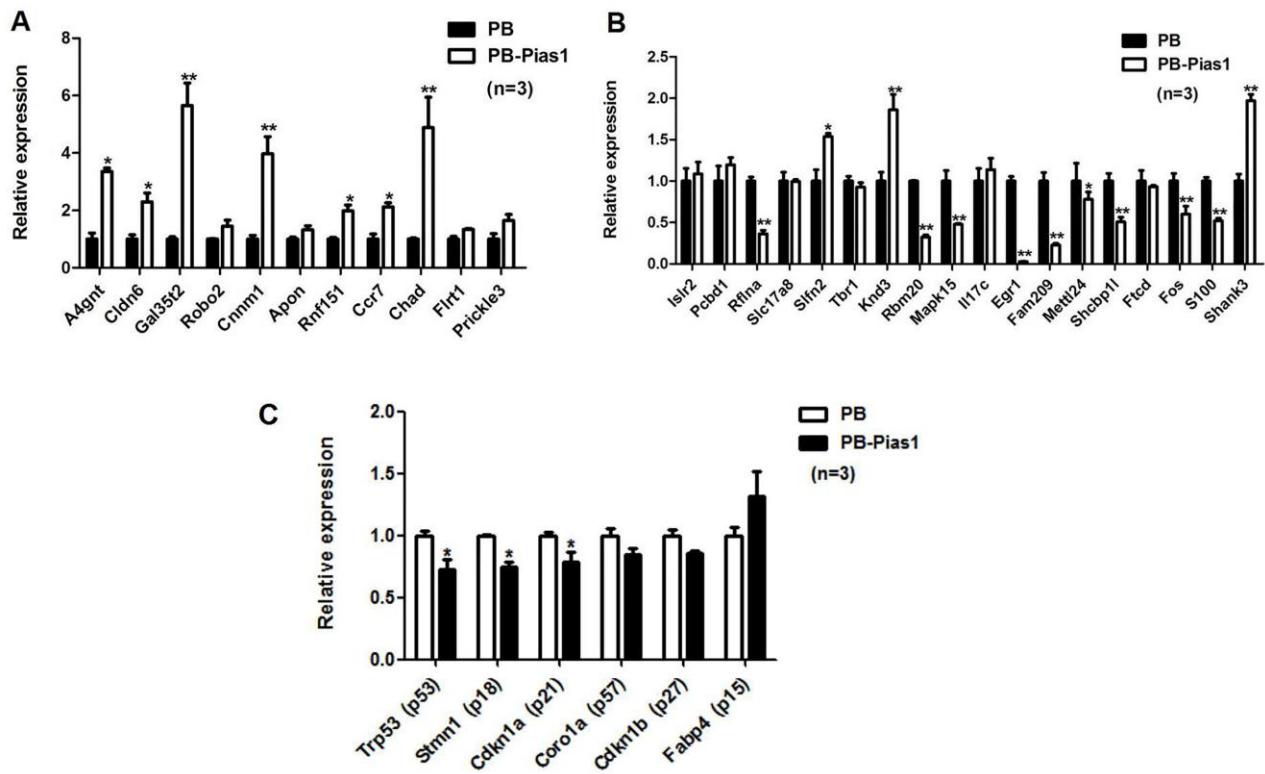 A
PB
PB-Pias1
(n=3)
Relative expression
8
6
4
2
0
* * ** ** * * **
A4gnt Cldn6 Gal35t2 Robo2 Cnnm1 Apon Rnf151 Ccr7 Chad Flrt1 Prickle3
B
PB
PB-Pias1
(n=3)
Relative expression
2.5
2.0
1.5
1.0
0.5
0.0
** * ** ** ** ** ** * ** ** ** **
Islr2 Pcbd1 Rflna Slc17a8 Slfn2 Tbr1 Knd3 Rbm20 Mapk15 Il17c Egr1 Fam209 Mettl24 Shcbp1l Ftcd Fos S100 Shank3
C
PB
PB-Pias1
(n=3)
Relative expression
2.0
1.5
1.0
0.5
0.0
* * *
Trp53 (p53)
Stmn1 (p18)
Cdkn1a (p21)
Coro1a (p57)
Cdkn1b (p27)
Fabp4 (p15)